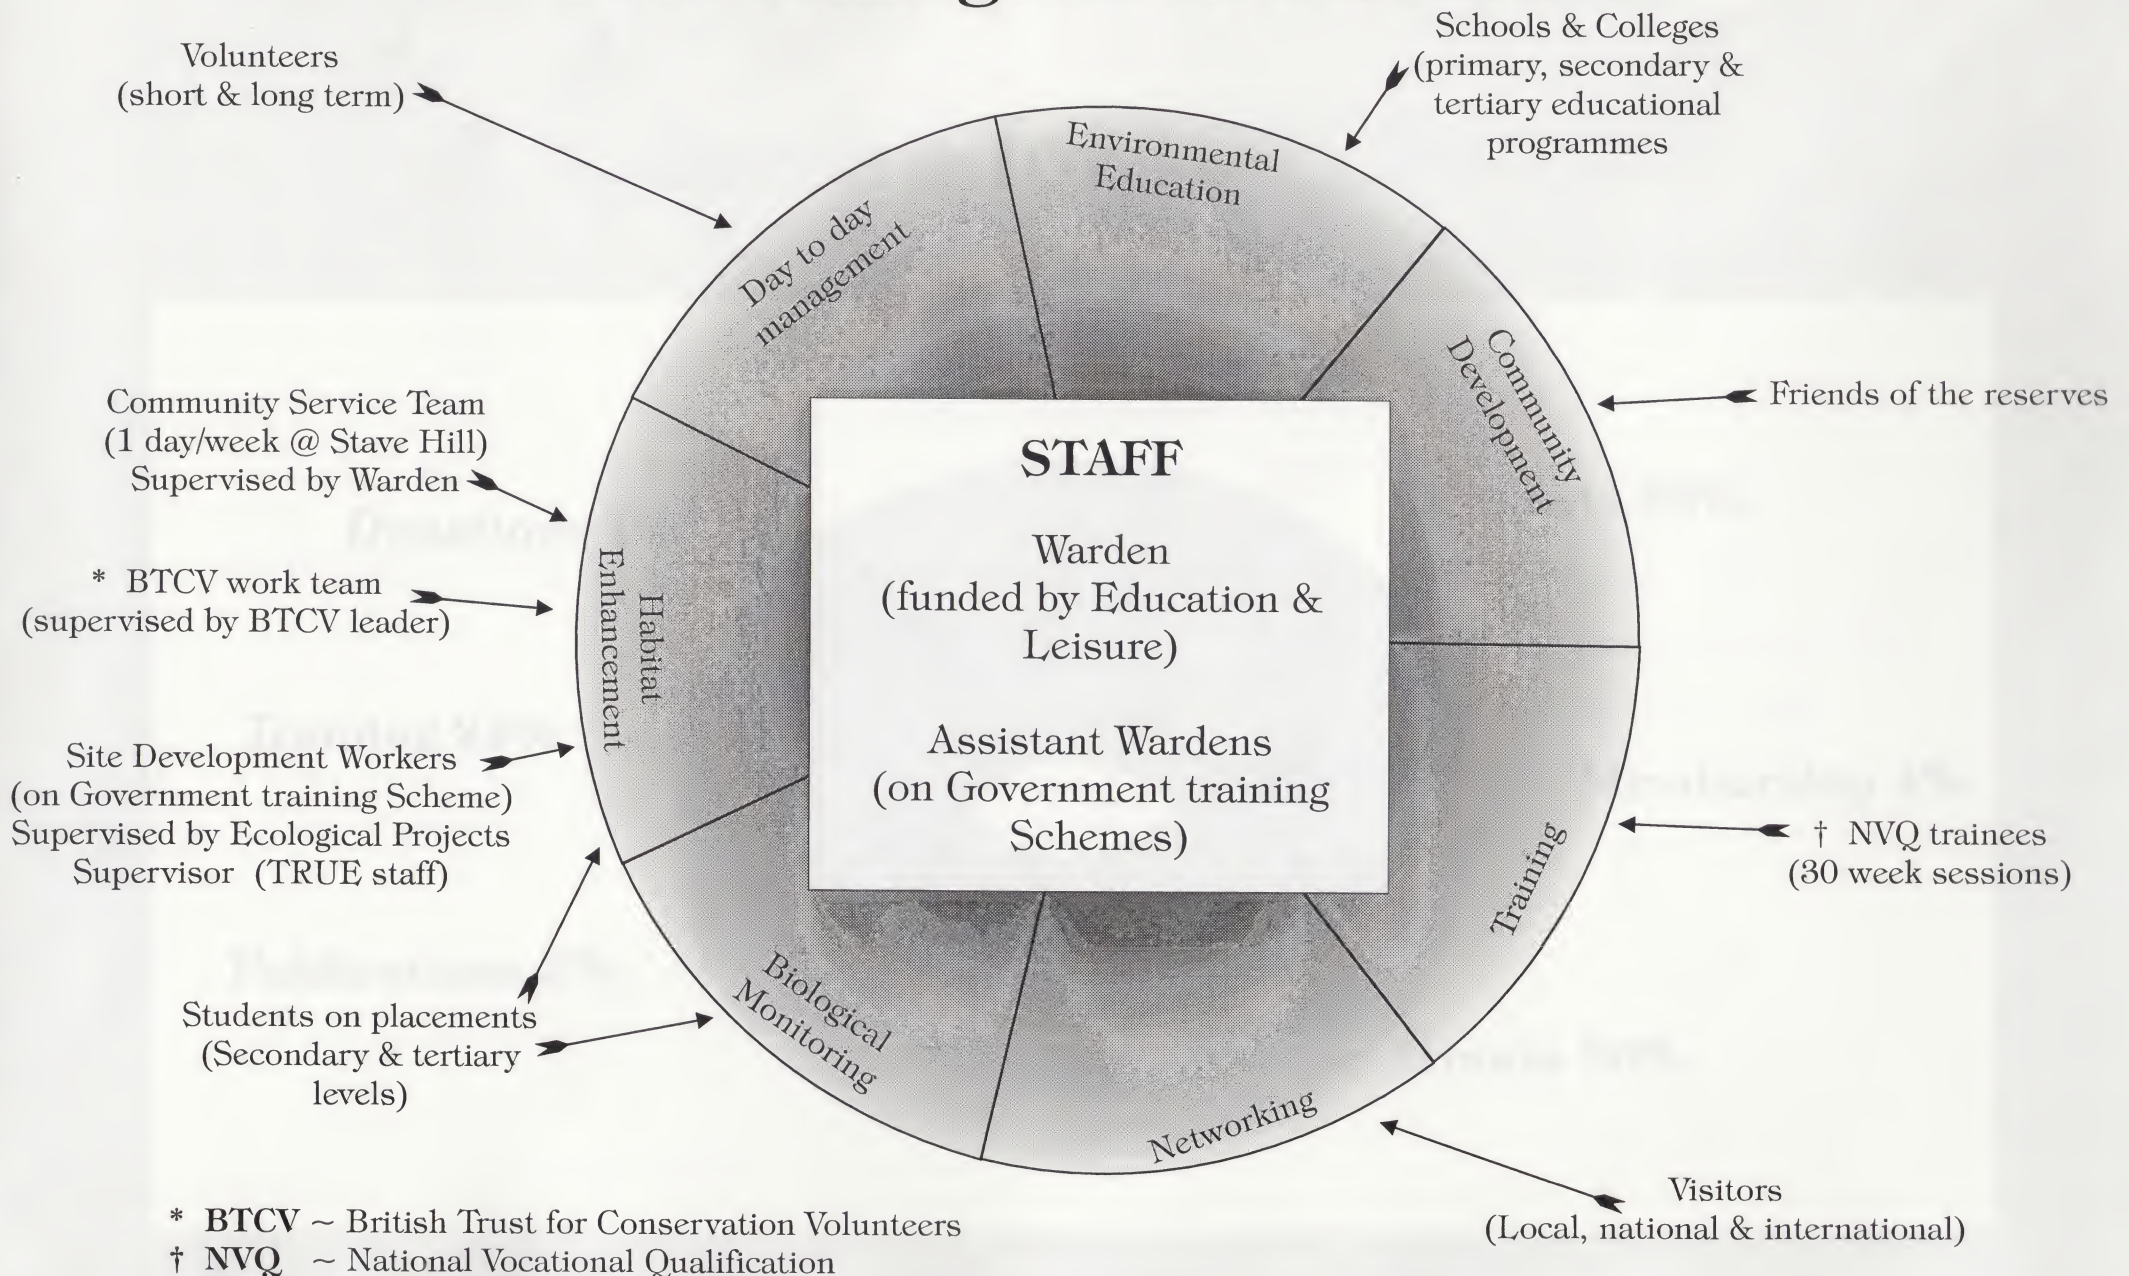 Volunteers
(short & long term)
Schools & Colleges
(primary, secondary &
tertiary educational
programmes
Environmental
Education
Day to day
management
Community
Development
Friends of the reserves
Community Service Team
(1 day/week @ Stave Hill)
Supervised by Warden
* BTCV work team
(supervised by BTCV leader)
Habitat
Enhancement
STAFF
Warden
(funded by Education &
Leisure)
Assistant Wardens
(on Government training
Schemes)
Site Development Workers
(on Government training Scheme)
Supervised by Ecological Projects
Supervisor (TRUE staff)
Training
† NVQ trainees
(30 week sessions)
Students on placements
(Secondary & tertiary
levels)
Biological
Monitoring
Networking
Visitors
(Local, national & international)
* BTCV ~ British Trust for Conservation Volunteers
† NVQ ~ National Vocational Qualification